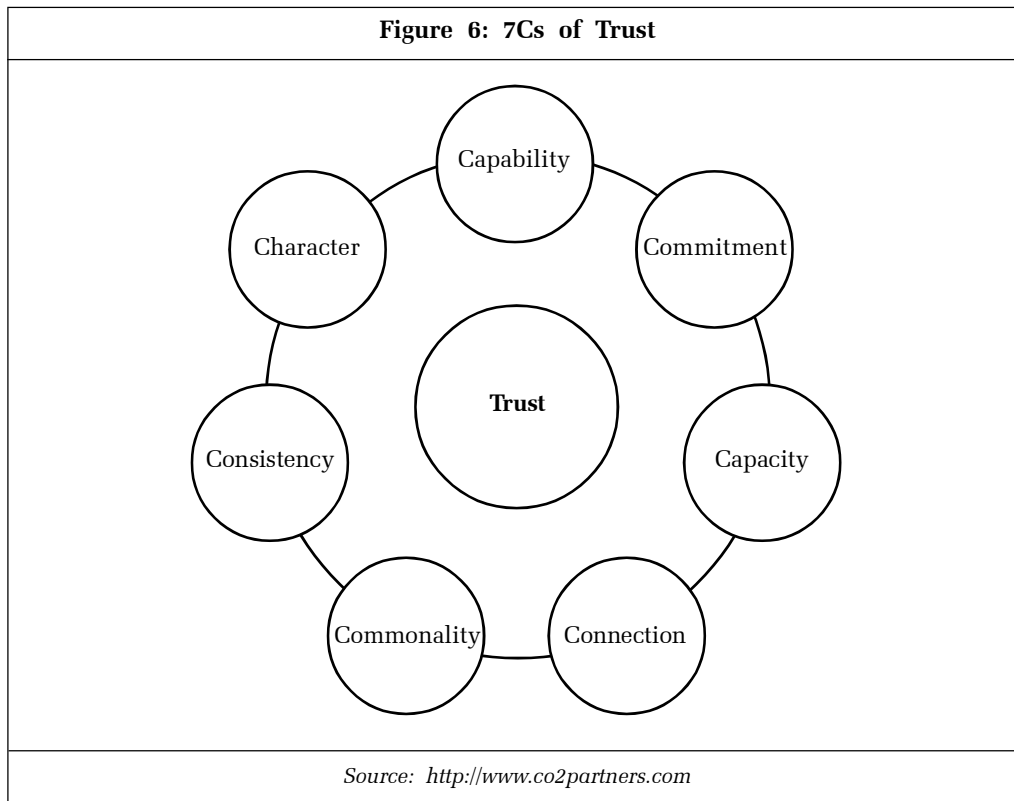 Figure 6: 7Cs of Trust
Capability
Character
Commitment
Trust
Consistency
Capacity
Commonality
Connection
Source: http://www.co2partners.com